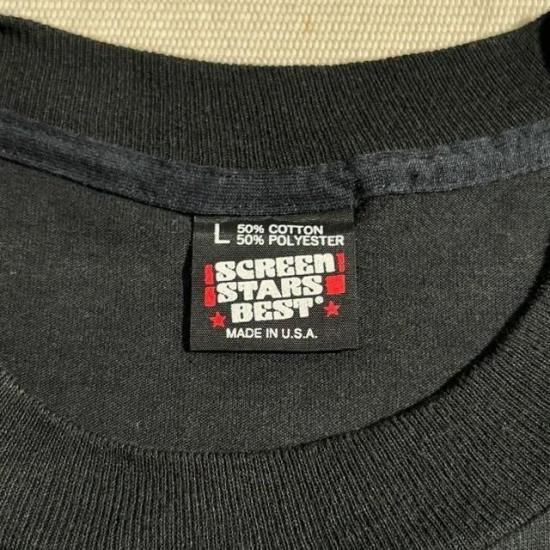 L 50% COTTON
50% POLYESTER
SCREEN
STARS
BEST®
MADE IN U.S.A.